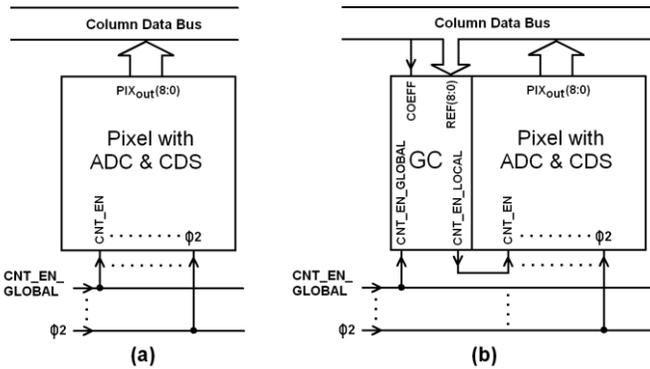 Column Data Bus
PIXout(8:0)
Pixel with
ADC & CDS
CNT_EN
ϕ2
CNT_EN_
GLOBAL
ϕ2
(a)
Column Data Bus
COEFF
REF(8:0)
PIXout(8:0)
GC
Pixel with
ADC & CDS
CNT_EN_GLOBAL
CNT_EN_LOCAL
CNT_EN
ϕ2
CNT_EN_
GLOBAL
ϕ2
(b)